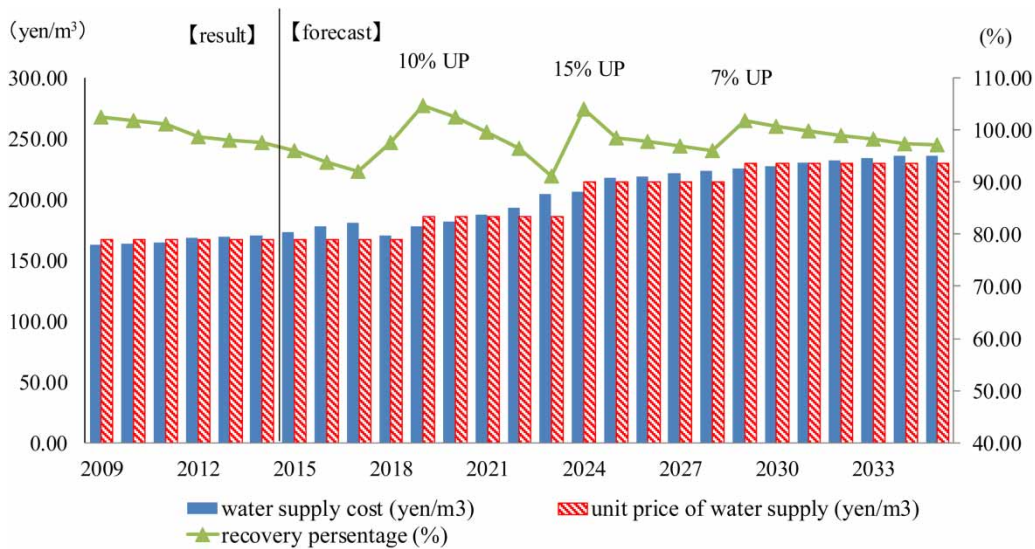 （yen/m³）
【result】
【forecast】
(%)
10% UP
15% UP
7% UP
300.00
250.00
200.00
150.00
100.00
50.00
0.00
110.00
100.00
90.00
80.00
70.00
60.00
50.00
40.00
2009 2012 2015 2018 2021 2024 2027 2030 2033
water supply cost (yen/m3)
unit price of water supply (yen/m3)
recovery persentage (%)